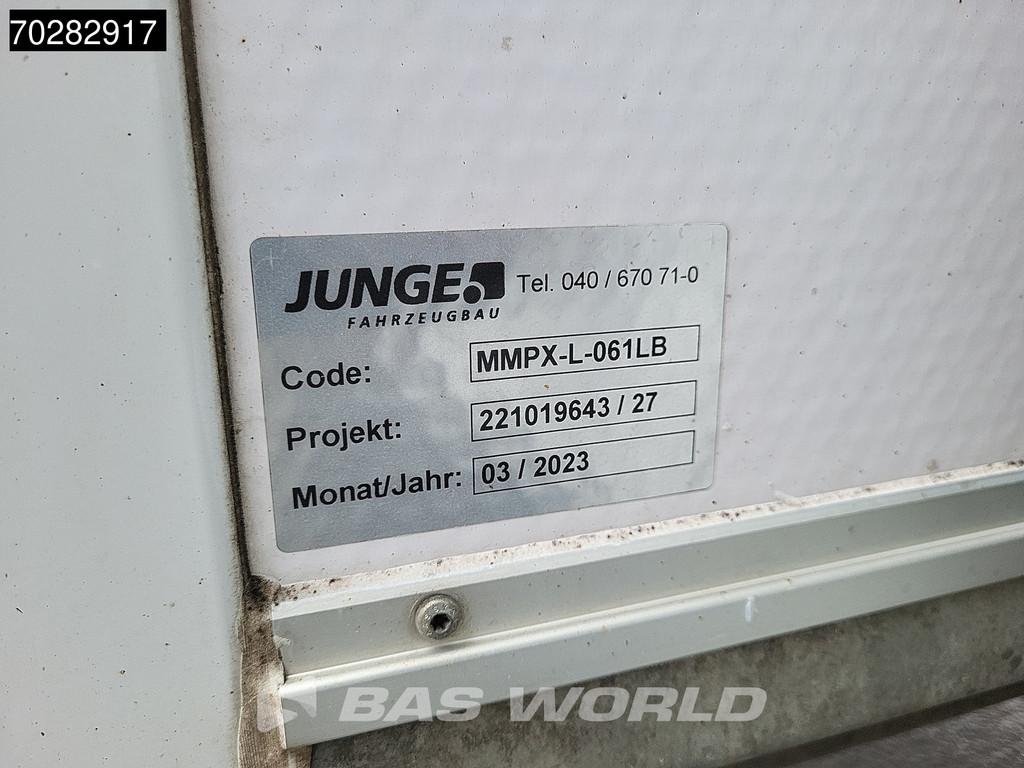 70282917
JUNGE Tel. 040 / 670 71-0
FAHRZEUGBAU
Code: MMPX-L-061LB
Projekt: 221019643 / 27
Monat/Jahr: 03 / 2023
BAS WORLD